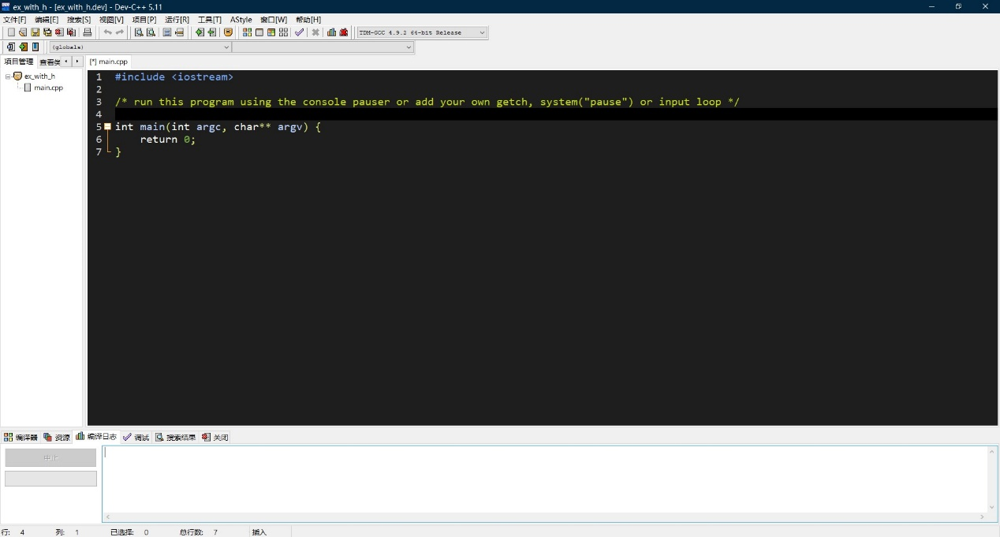 ex_with_h - [ex_with_h.dev] - Dev-C++ 5.11
文件[F] 编辑[E] 搜索[S] 视图[V] 项目[P] 运行[R] 工具[T] AStyle 窗口[W] 帮助[H]
TDM-GCC 4.9.2 64-bit Release
(globals)
项目管理 查看类
[*] main.cpp
ex_with_h
main.cpp
1 #include <iostream>
2
3 /* run this program using the console pauser or add your own getch, system("pause") or input loop */
4
5 int main(int argc, char** argv) {
6 return 0;
7 }
编译器 资源 编译日志 调试 搜索结果 关闭
中止
行: 4 列: 1 已选择: 0 总行数: 7 插入